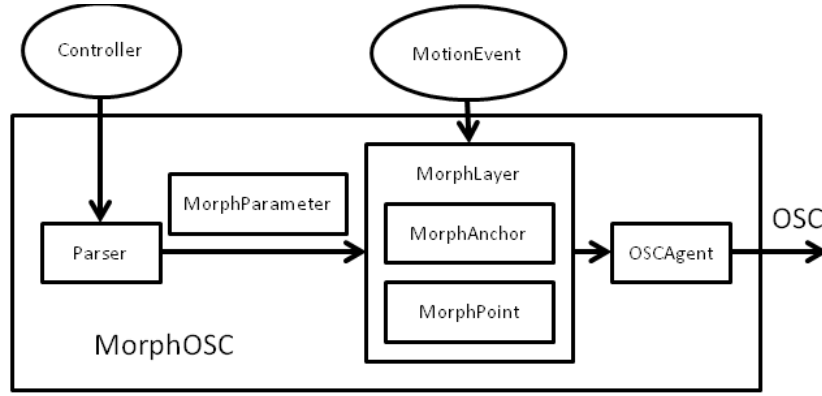 Controller
MotionEvent
MorphLayer
MorphParameter
MorphAnchor
OSC
Parser
OSCAgent
MorphPoint
MorphOSC